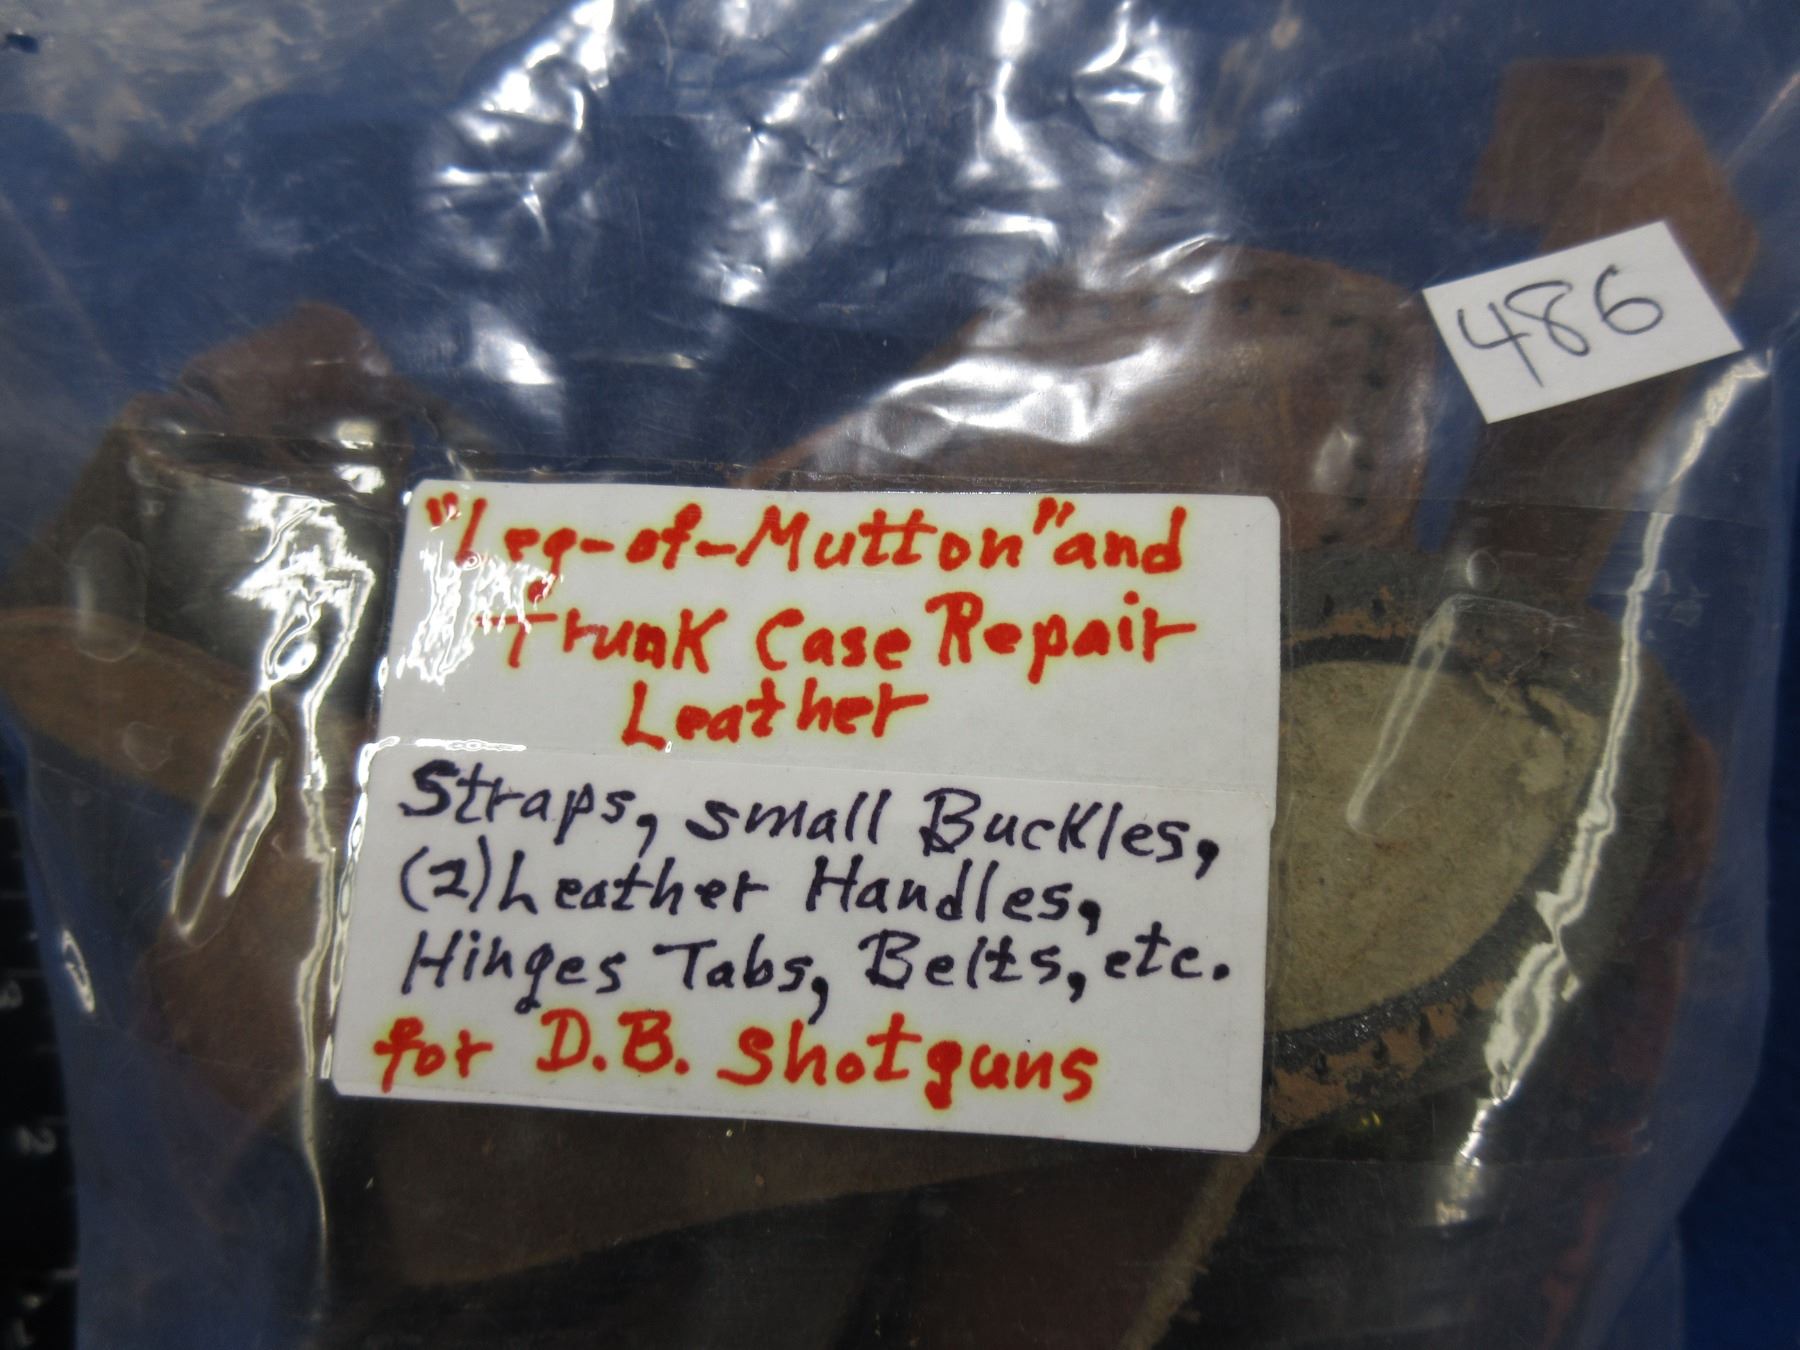 486
"Leg-of-Mutton" and
Trunk Case Repair
Leather
Straps, small Buckles,
(2) Leather Handles,
Hinges Tabs, Belts, etc.
for D.B. Shotguns